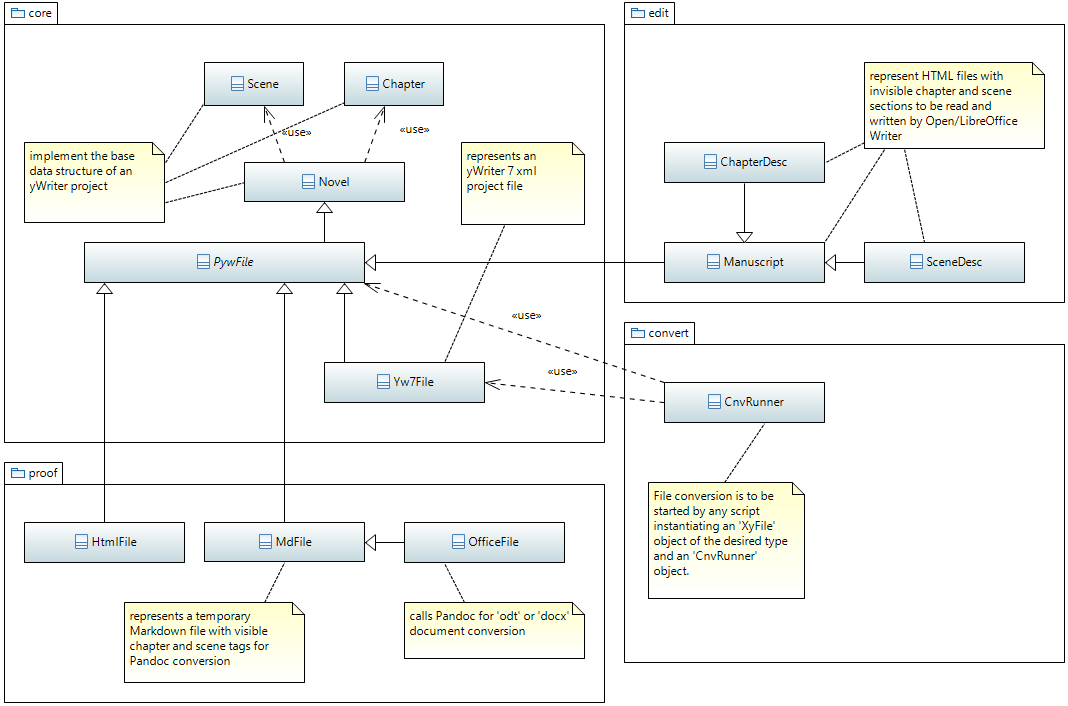 core
Scene
Chapter
«use»
«use»
implement the base
data structure of an
yWriter project
Novel
represents an
yWriter 7 xml
project file
PywFile
«use»
«use»
Yw7File
edit
represent HTML files with
invisible chapter and scene
sections to be read and
written by Open/LibreOffice
Writer
ChapterDesc
Manuscript
SceneDesc
convert
CnvRunner
File conversion is to be
started by any script
instantiating an 'XyFile'
object of the desired type
and an 'CnvRunner'
object.
proof
HtmlFile
MdFile
OfficeFile
represents a temporary
Markdown file with visible
chapter and scene tags for
Pandoc conversion
calls Pandoc for 'odt' or 'docx'
document conversion